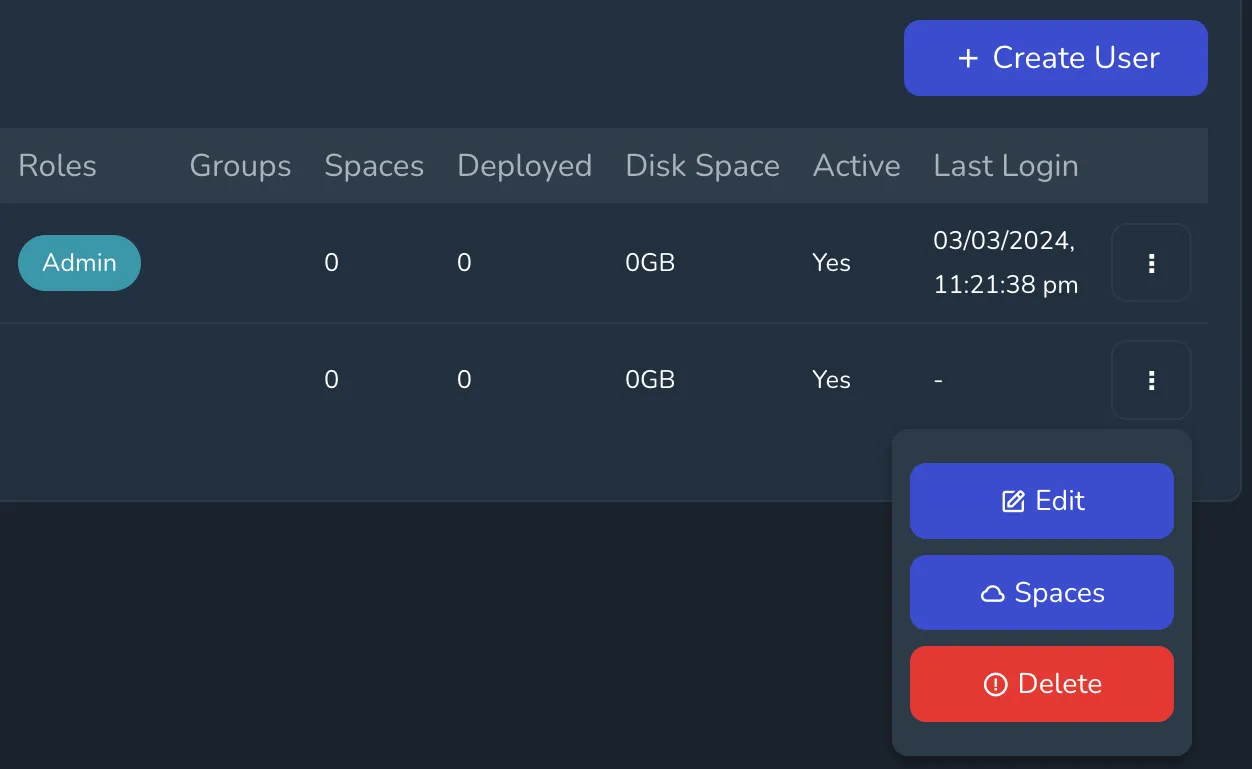 + Create User
Roles Groups Spaces Deployed Disk Space Active Last Login
Admin 0 0 0GB Yes 03/03/2024,
11:21:38 pm
0 0 0GB Yes -
Edit
Spaces
Delete